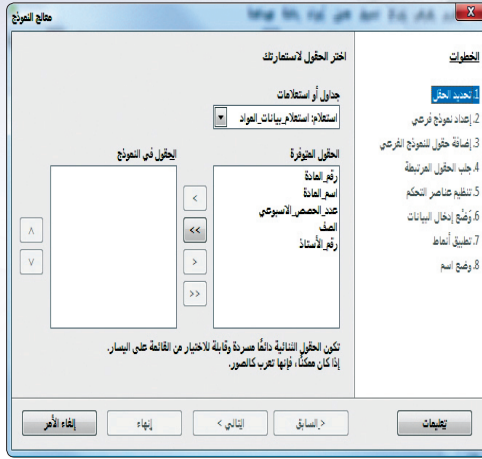 معالج النموذج
الخطوات
1. تحديد الحقل
2. إعداد نموذج فرعي
3. إضافة حقول للنموذج الفرعي
4. جلب الحقول المرتبطة
5. تنظيم عناصر التحكم
6. وَضْع إدخال البيانات
7. تطبيق أنماط
8. وضع اسم
اختر الحقول لاستمارتك
جداول أو استعلامات
استعلام: استعلام_بيانات_المواد
الحقول المتوفرة
رقم_المادة
اسم_المادة
عدد_الحصص_الاسبوعي
الصف
رقم_الأستاذ
الحقول في النموذج
تكون الحقول الثنائية دائمًا مسردة وقابلة للاختيار من القائمة على اليسار.
إذا كان ممكنًا، فإنها تعرب كالصور.
تعليمات
< السابق
التالي >
إنهاء
إلغاء الأمر